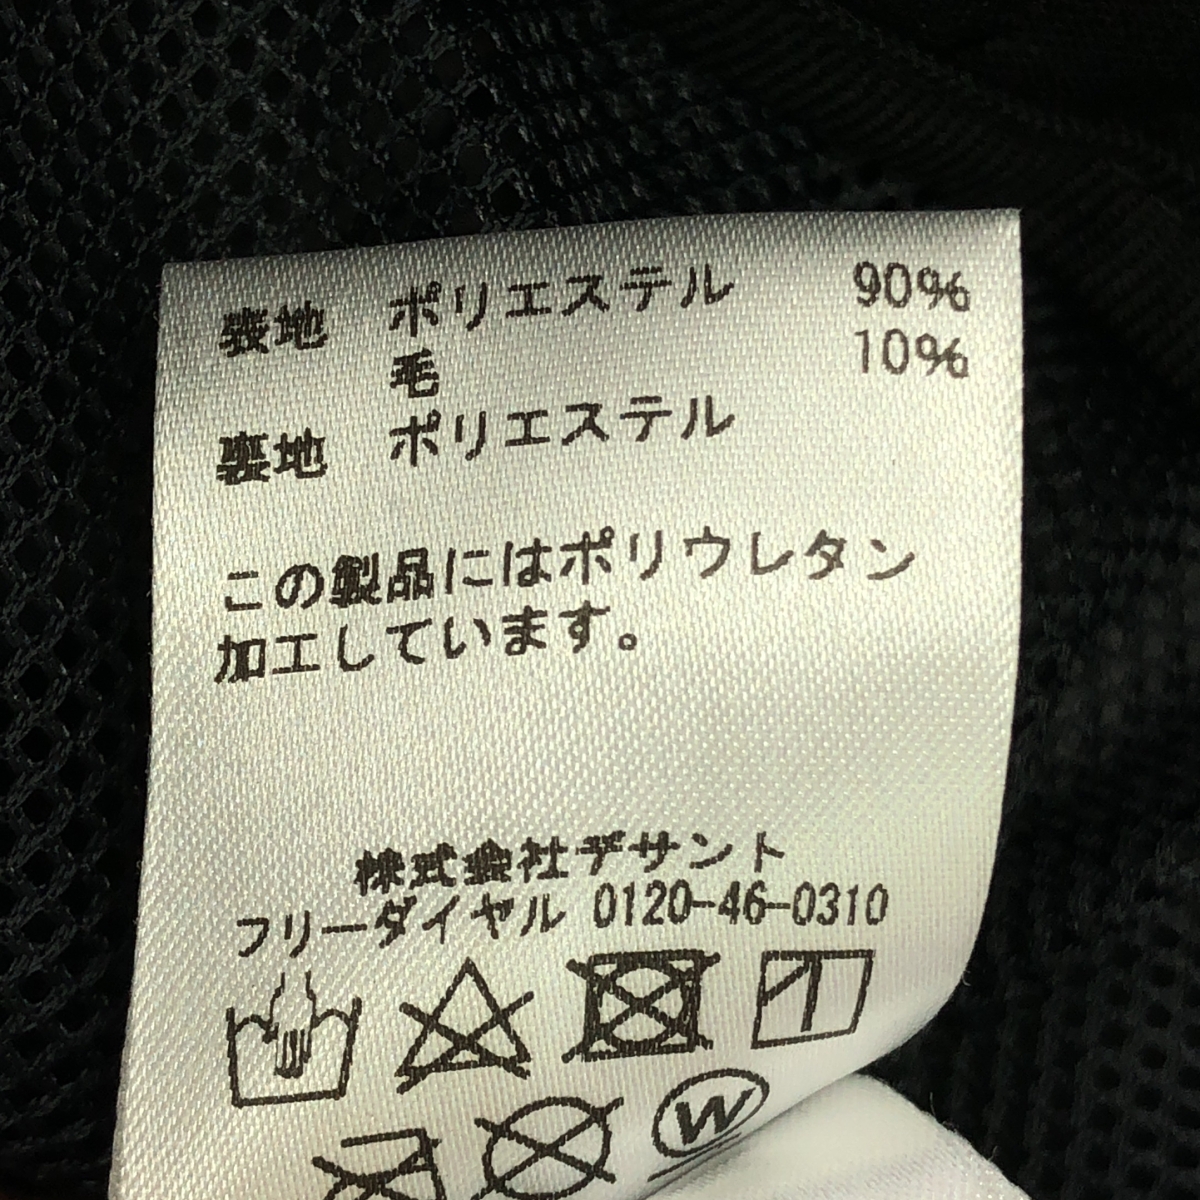 表地 ポリエステル 90%
毛 10%
裏地 ポリエステル
この製品にはポリウレタン
加工しています。
株式会社デサント
フリーダイヤル 0120-46-0310
W